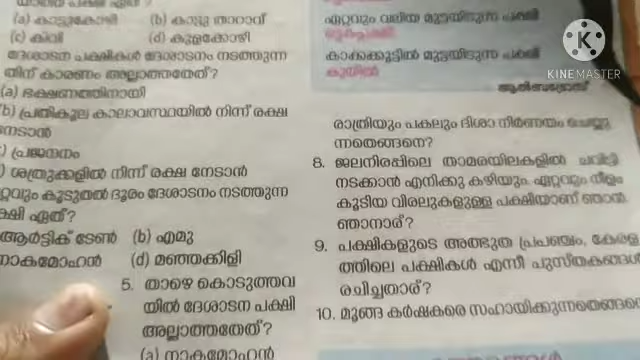 (a) കാട്ടുകോഴി (b) കാട്ടു താറാവ്
(c) കിവി (d) കുളക്കോഴി
ദേശാടന പക്ഷികൾ ദേശാടനം നടത്തുന്ന
തിന് കാരണം അല്ലാത്തതേത്?
(a) ഭക്ഷണത്തിനായി
(b) പ്രതികൂല കാലാവസ്ഥയിൽ നിന്ന് രക്ഷ
നേടാൻ
) പ്രജനനം
) ശത്രുക്കളിൽ നിന്ന് രക്ഷ നേടാൻ
റ്റവും കൂടുതൽ ദൂരം ദേശാടനം നടത്തുന്ന
ക്ഷി ഏത്?
ആർട്ടിക് ടേൺ (b) എമു
നാകമോഹൻ (d) മഞ്ഞക്കിളി
5. താഴെ കൊടുത്തവ
യിൽ ദേശാടന പക്ഷി
അല്ലാത്തതേത്?
(a) നാകമോഹൻ
ഏറ്റവും വലിയ മുട്ടയിടുന്ന പക്ഷി
കാക്കക്കൂട്ടിൽ മുട്ടയിടുന്ന പക്ഷി
കുയിൽ
KINEMASTER
രാത്രിയും പകലും ദിശാ നിർണയം ചെയ്യു
ന്നതെങ്ങനെ?
8. ജലനിരപ്പിലെ താമരയിലകളിൽ ചവിട്ടി
നടക്കാൻ എനിക്കു കഴിയും. ഏറ്റവും നീളം
കൂടിയ വിരലുകളുള്ള പക്ഷിയാണ് ഞാൻ.
ഞാനാര്?
9. പക്ഷികളുടെ അത്ഭുത പ്രപഞ്ചം, കേരള
ത്തിലെ പക്ഷികൾ എന്നീ പുസ്തകങ്ങൾ
രചിച്ചതാര്?
10. മൂങ്ങ കർഷകരെ സഹായിക്കുന്നതെങ്ങനെ